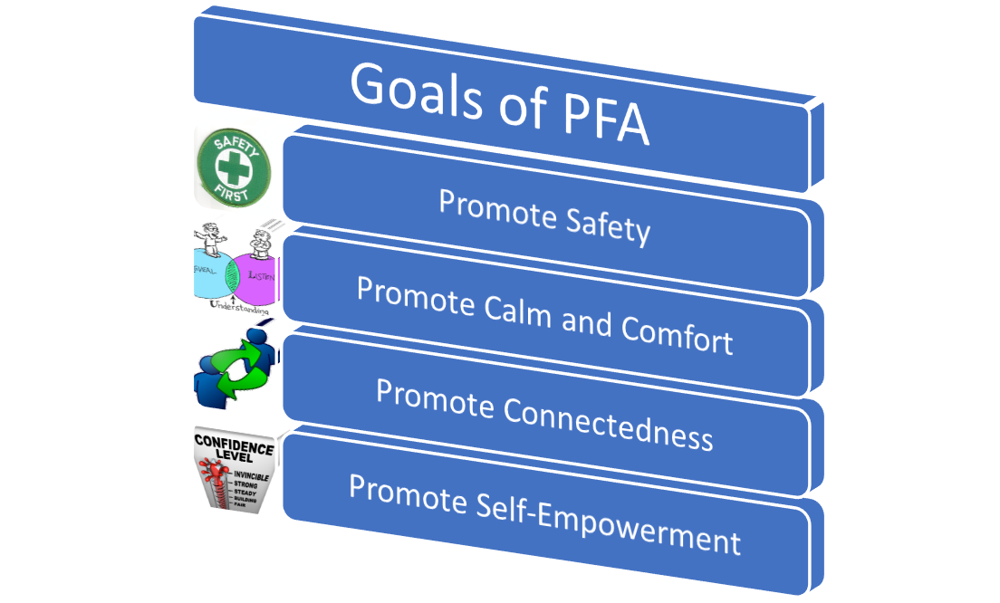 Goals of PFA
SAFETY
FIRST
Promote Safety
LISTEN
Understanding
Promote Calm and Comfort
Promote Connectedness
CONFIDENCE
LEVEL
INVINCIBLE
STRONG
STEADY
BUILDING
FAIR
Promote Self-Empowerment